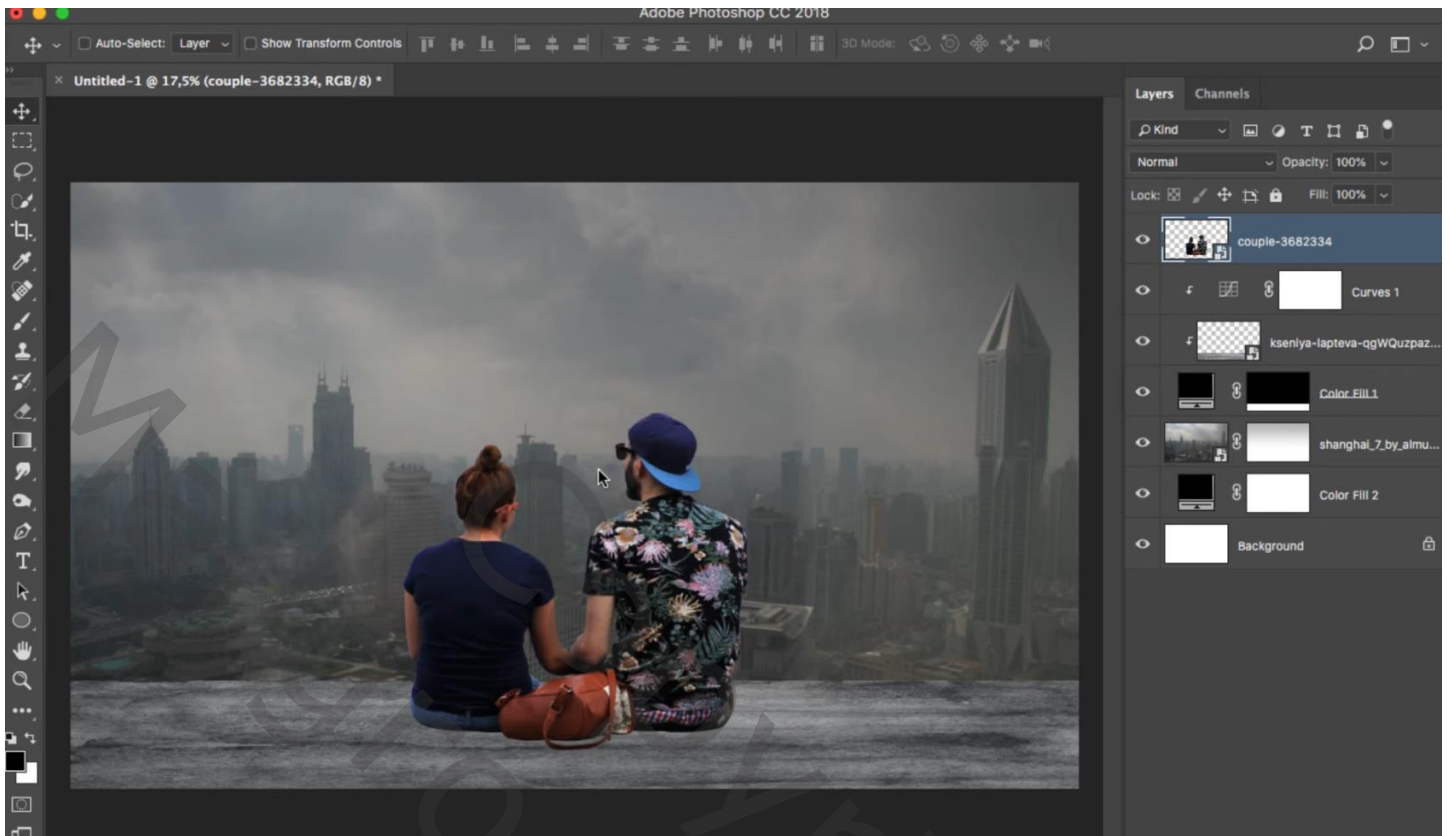 Adobe Photoshop CC 2018
Auto-Select: Layer Show Transform Controls 3D Mode:
Untitled-1 @ 17,5% (couple-3682334, RGB/8) *
Layers Channels
Kind
Normal Opacity: 100%
Lock: Fill: 100%
couple-3682334
Curves 1
kseniya-lapteva-qgWQuzpaz...
Color Fill 1
shanghai_7_by_almu...
Color Fill 2
Background